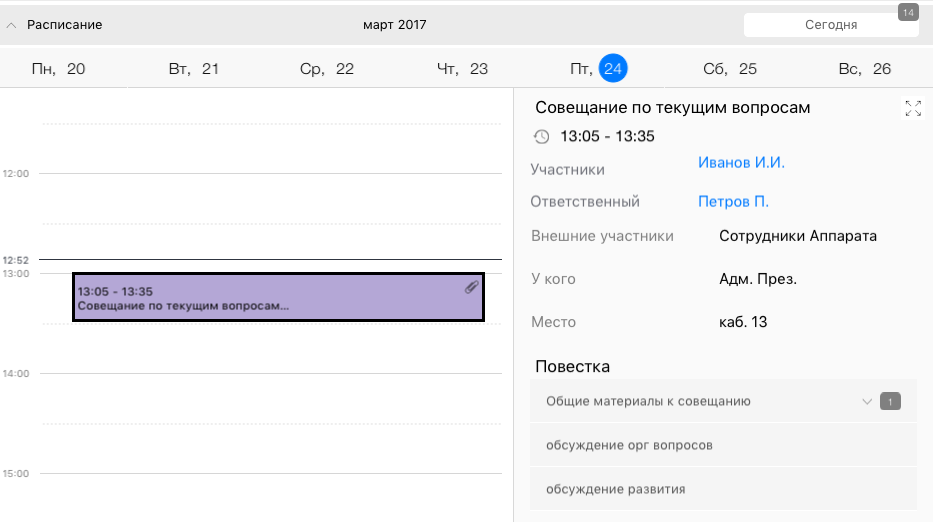 Расписание март 2017 Сегодня 14
Пн, 20 Вт, 21 Ср, 22 Чт, 23 Пт, 24 Сб, 25 Вс, 26
12:00
12:52
13:00
13:05 - 13:35
Совещание по текущим вопросам...
14:00
15:00
Совещание по текущим вопросам
13:05 - 13:35
Участники Иванов И.И.
Ответственный Петров П.
Внешние участники Сотрудники Аппарата
У кого Адм. През.
Место каб. 13
Повестка
Общие материалы к совещанию 1
обсуждение орг вопросов
обсуждение развития